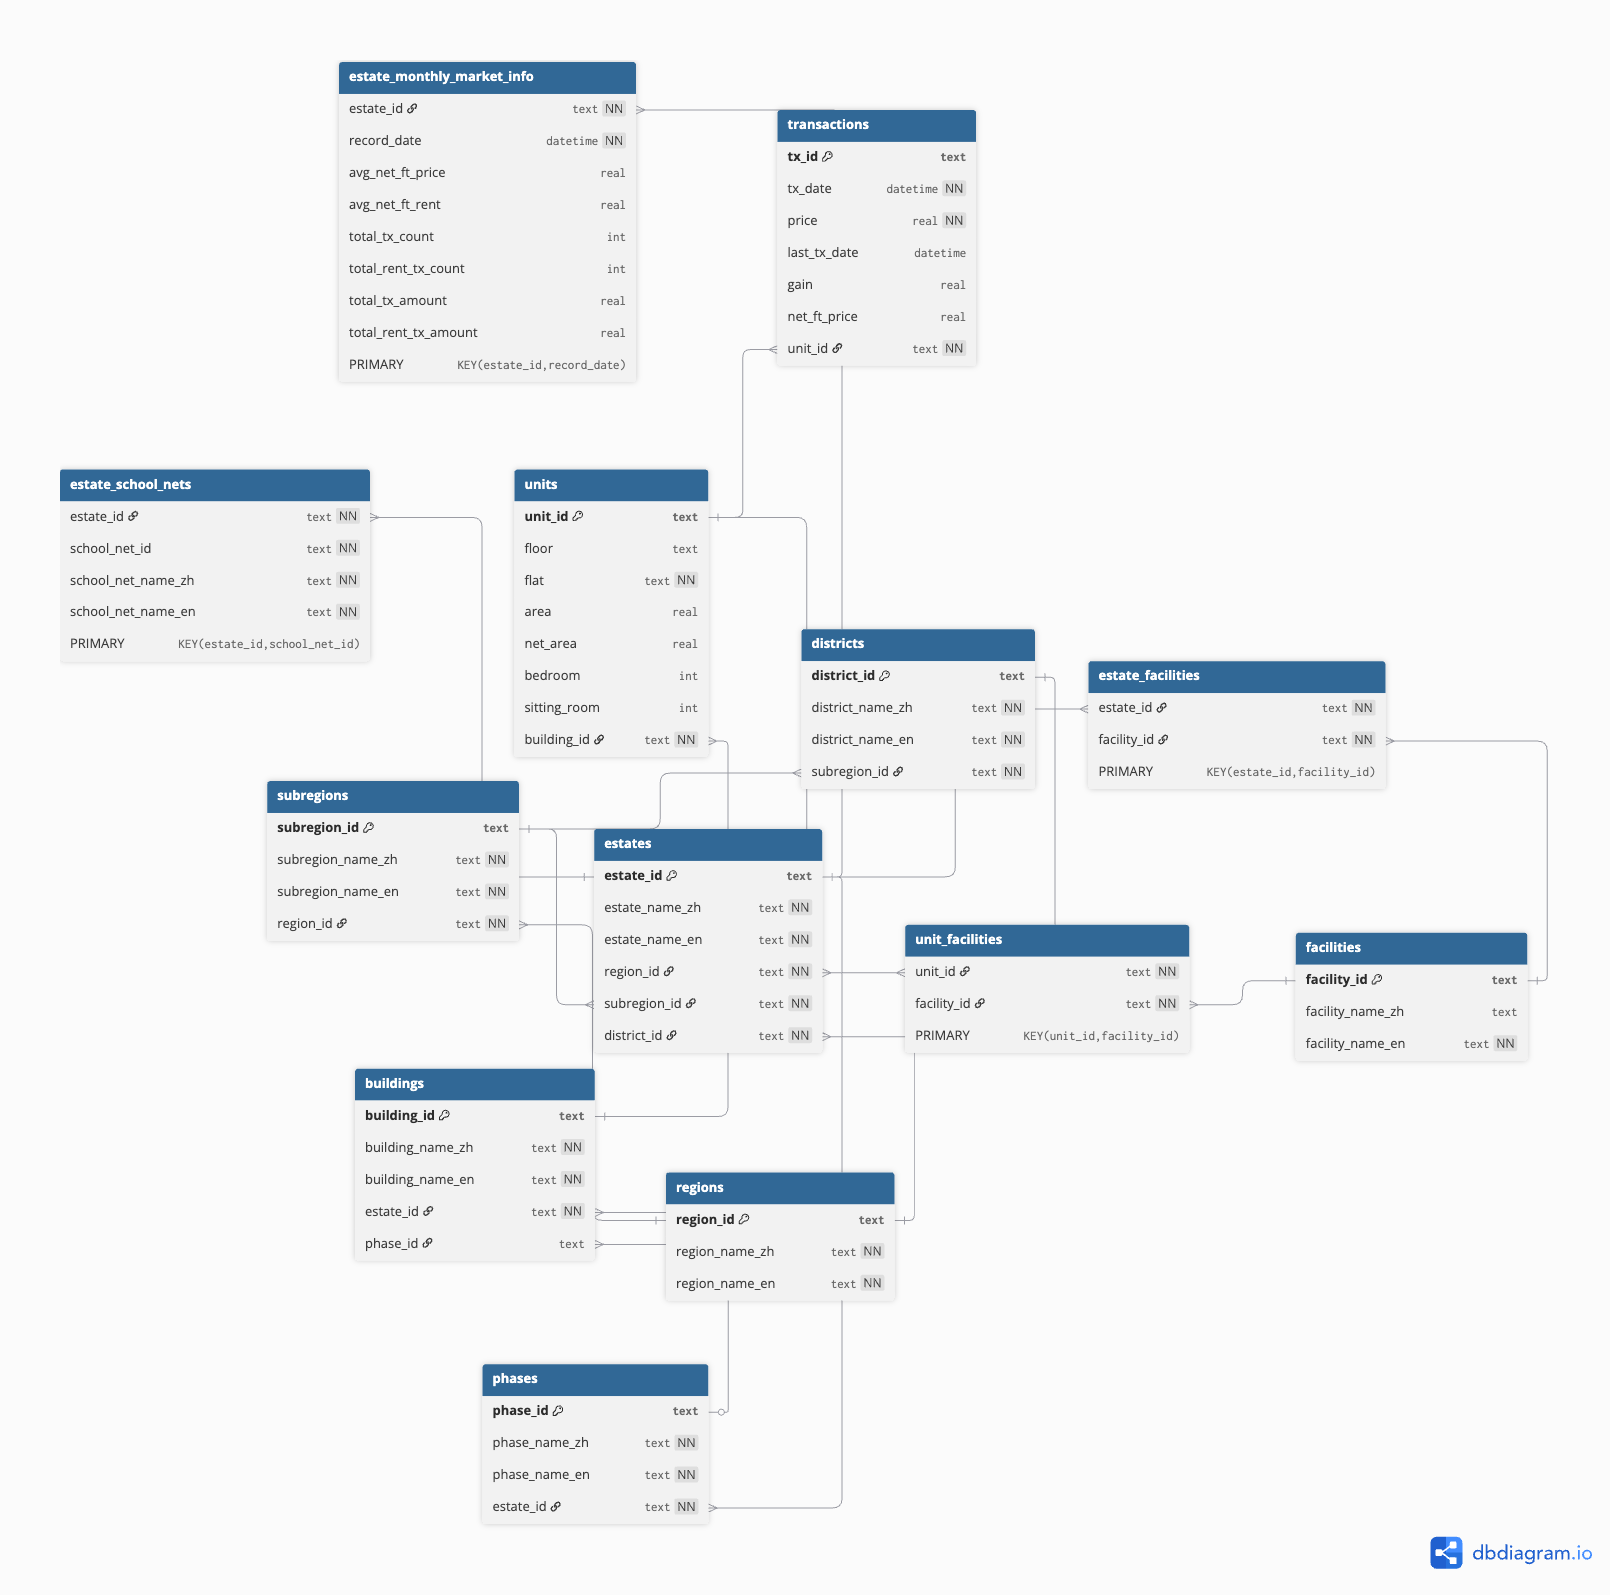 estate_monthly_market_info
estate_id text NN
record_date datetime NN
avg_net_ft_price real
avg_net_ft_rent real
total_tx_count int
total_rent_tx_count int
total_tx_amount real
total_rent_tx_amount real
PRIMARY KEY(estate_id,record_date)
transactions
tx_id text
tx_date datetime NN
price real NN
last_tx_date datetime
gain real
net_ft_price real
unit_id text NN
estate_school_nets
estate_id text NN
school_net_id text NN
school_net_name_zh text NN
school_net_name_en text NN
PRIMARY KEY(estate_id,school_net_id)
units
unit_id text
floor text
flat text NN
area real
net_area real
bedroom int
sitting_room int
building_id text NN
districts
district_id text
district_name_zh text NN
district_name_en text NN
subregion_id text NN
estate_facilities
estate_id text NN
facility_id text NN
PRIMARY KEY(estate_id,facility_id)
subregions
subregion_id text
subregion_name_zh text NN
subregion_name_en text NN
region_id text NN
estates
estate_id text
estate_name_zh text NN
estate_name_en text NN
region_id text NN
subregion_id text NN
district_id text NN
unit_facilities
unit_id text NN
facility_id text NN
PRIMARY KEY(unit_id,facility_id)
facilities
facility_id text
facility_name_zh text
facility_name_en text NN
buildings
building_id text
building_name_zh text NN
building_name_en text NN
estate_id text NN
phase_id text
regions
region_id text
region_name_zh text NN
region_name_en text NN
phases
phase_id text
phase_name_zh text NN
phase_name_en text NN
estate_id text NN
dbdiagram.io